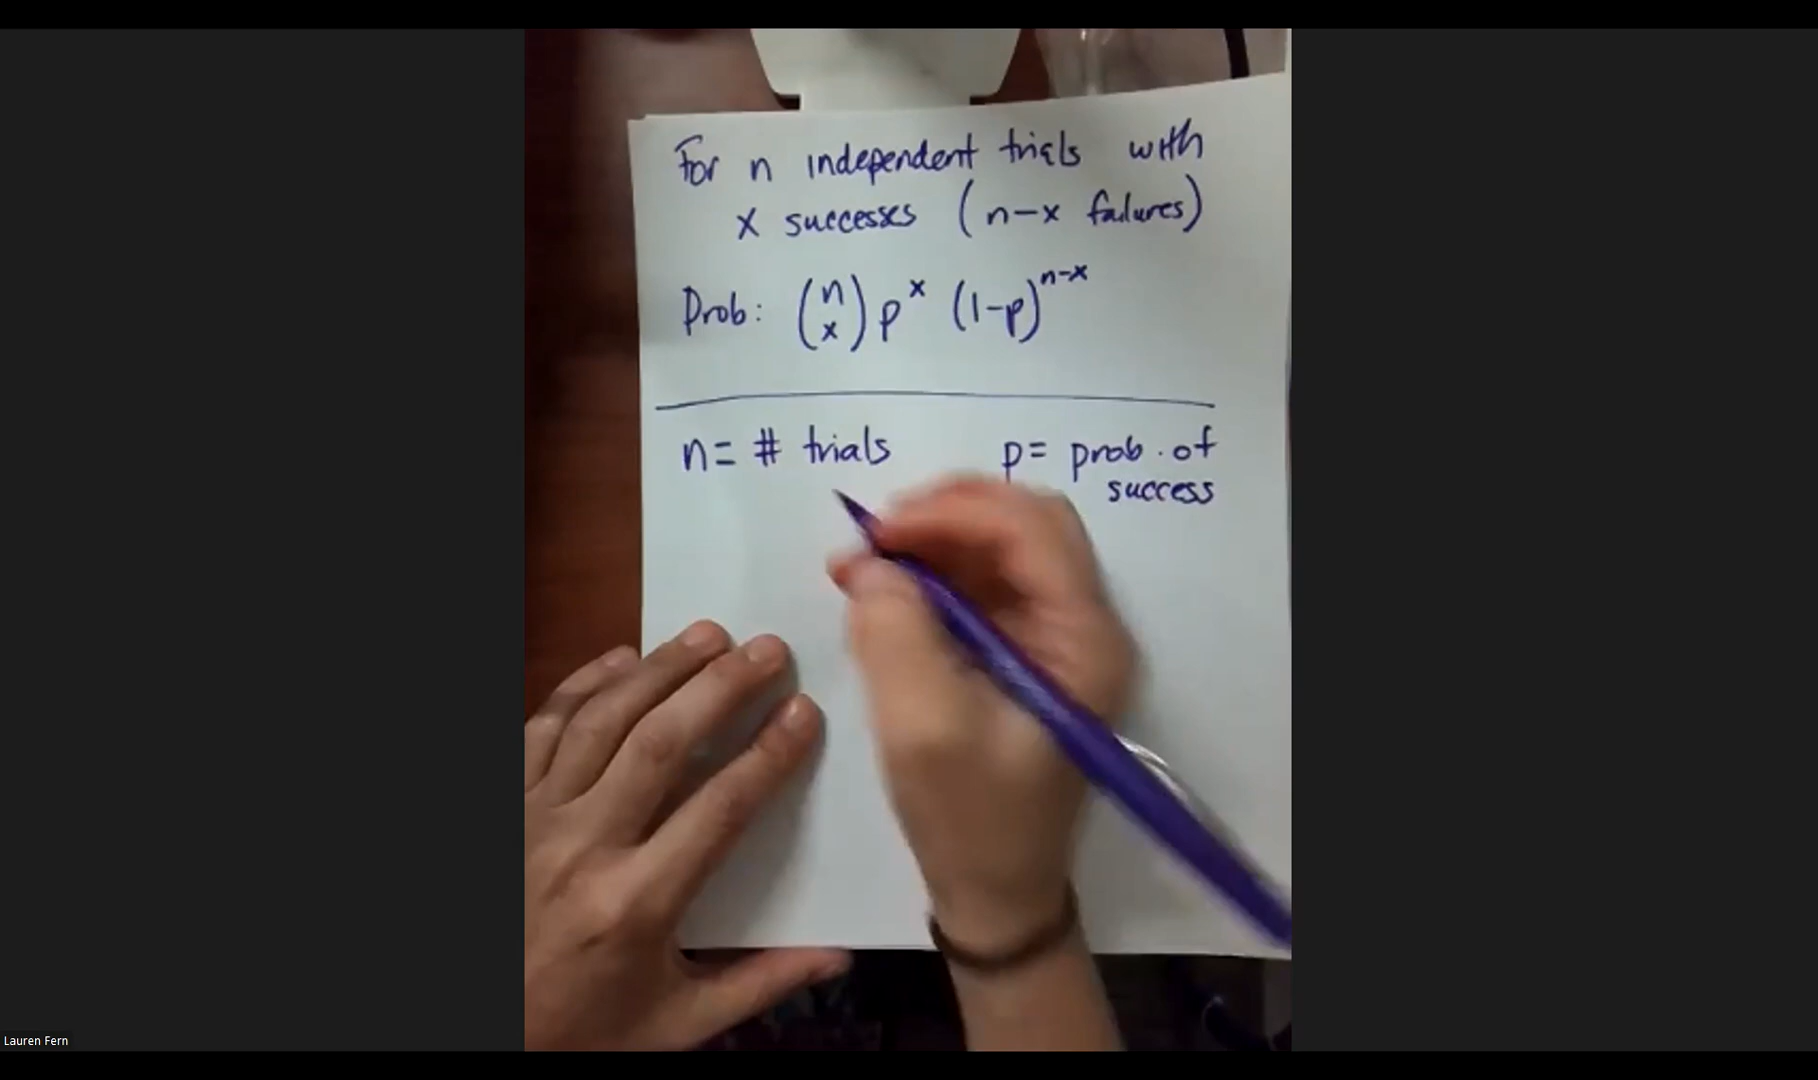 For n independent trials with
x successes (n-x failures)
Prob: (n x) p^x (1-p)^n-x
n= # trials
p= prob. of
success
Lauren Fern